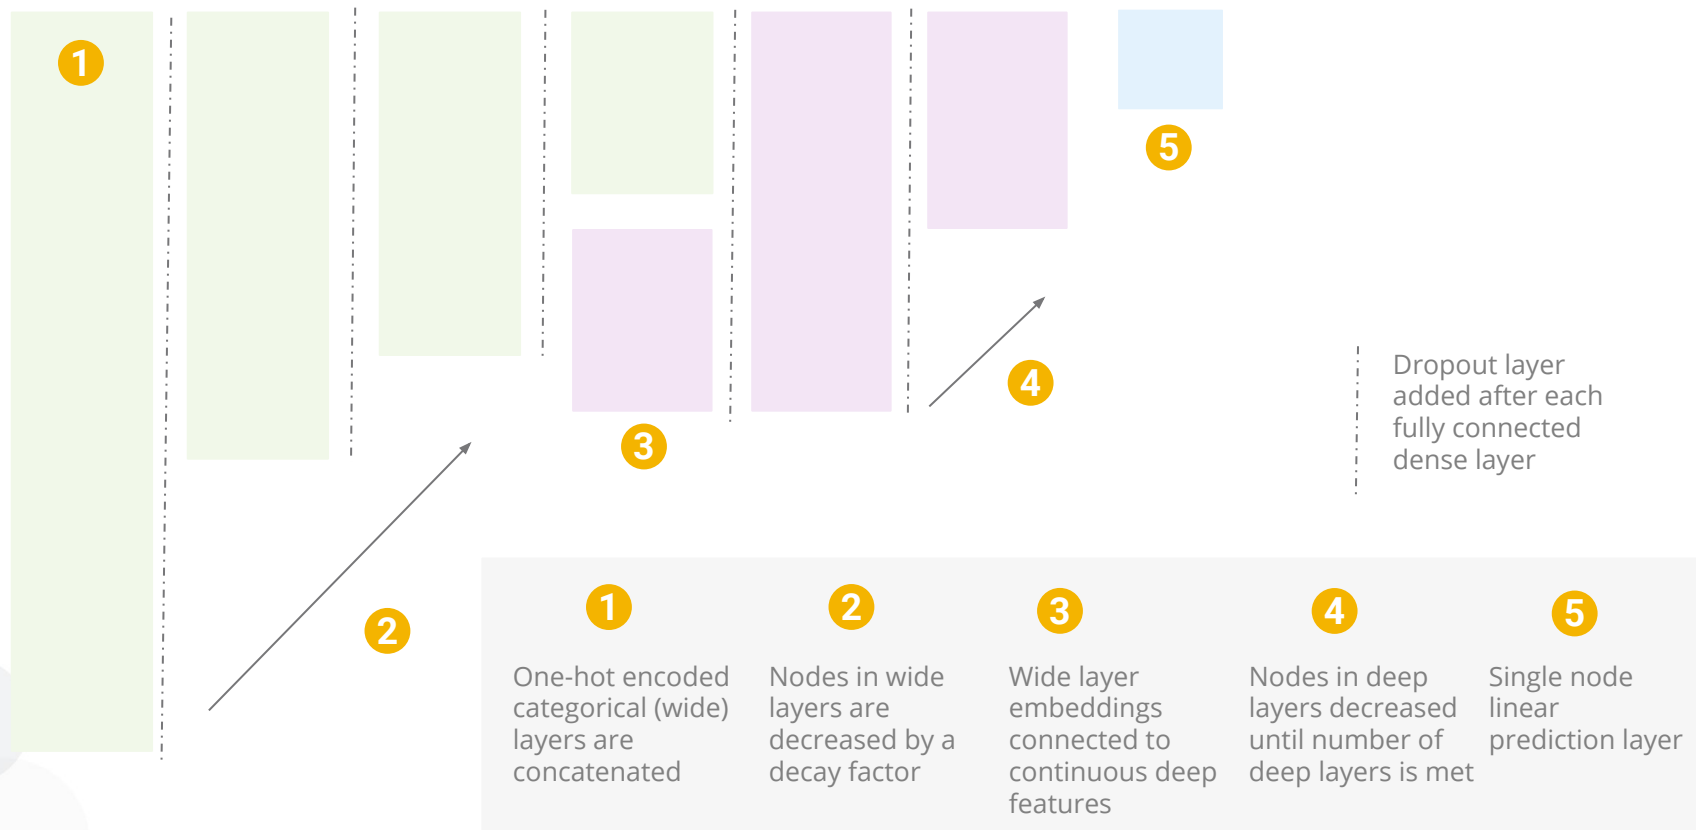 1
5
4
3
2
Dropout layer
added after each
fully connected
dense layer
1
2
3
4
5
One-hot encoded
categorical (wide)
layers are
concatenated
Nodes in wide
layers are
decreased by a
decay factor
Wide layer
embeddings
connected to
continuous deep
features
Nodes in deep
layers decreased
until number of
deep layers is met
Single node
linear
prediction layer